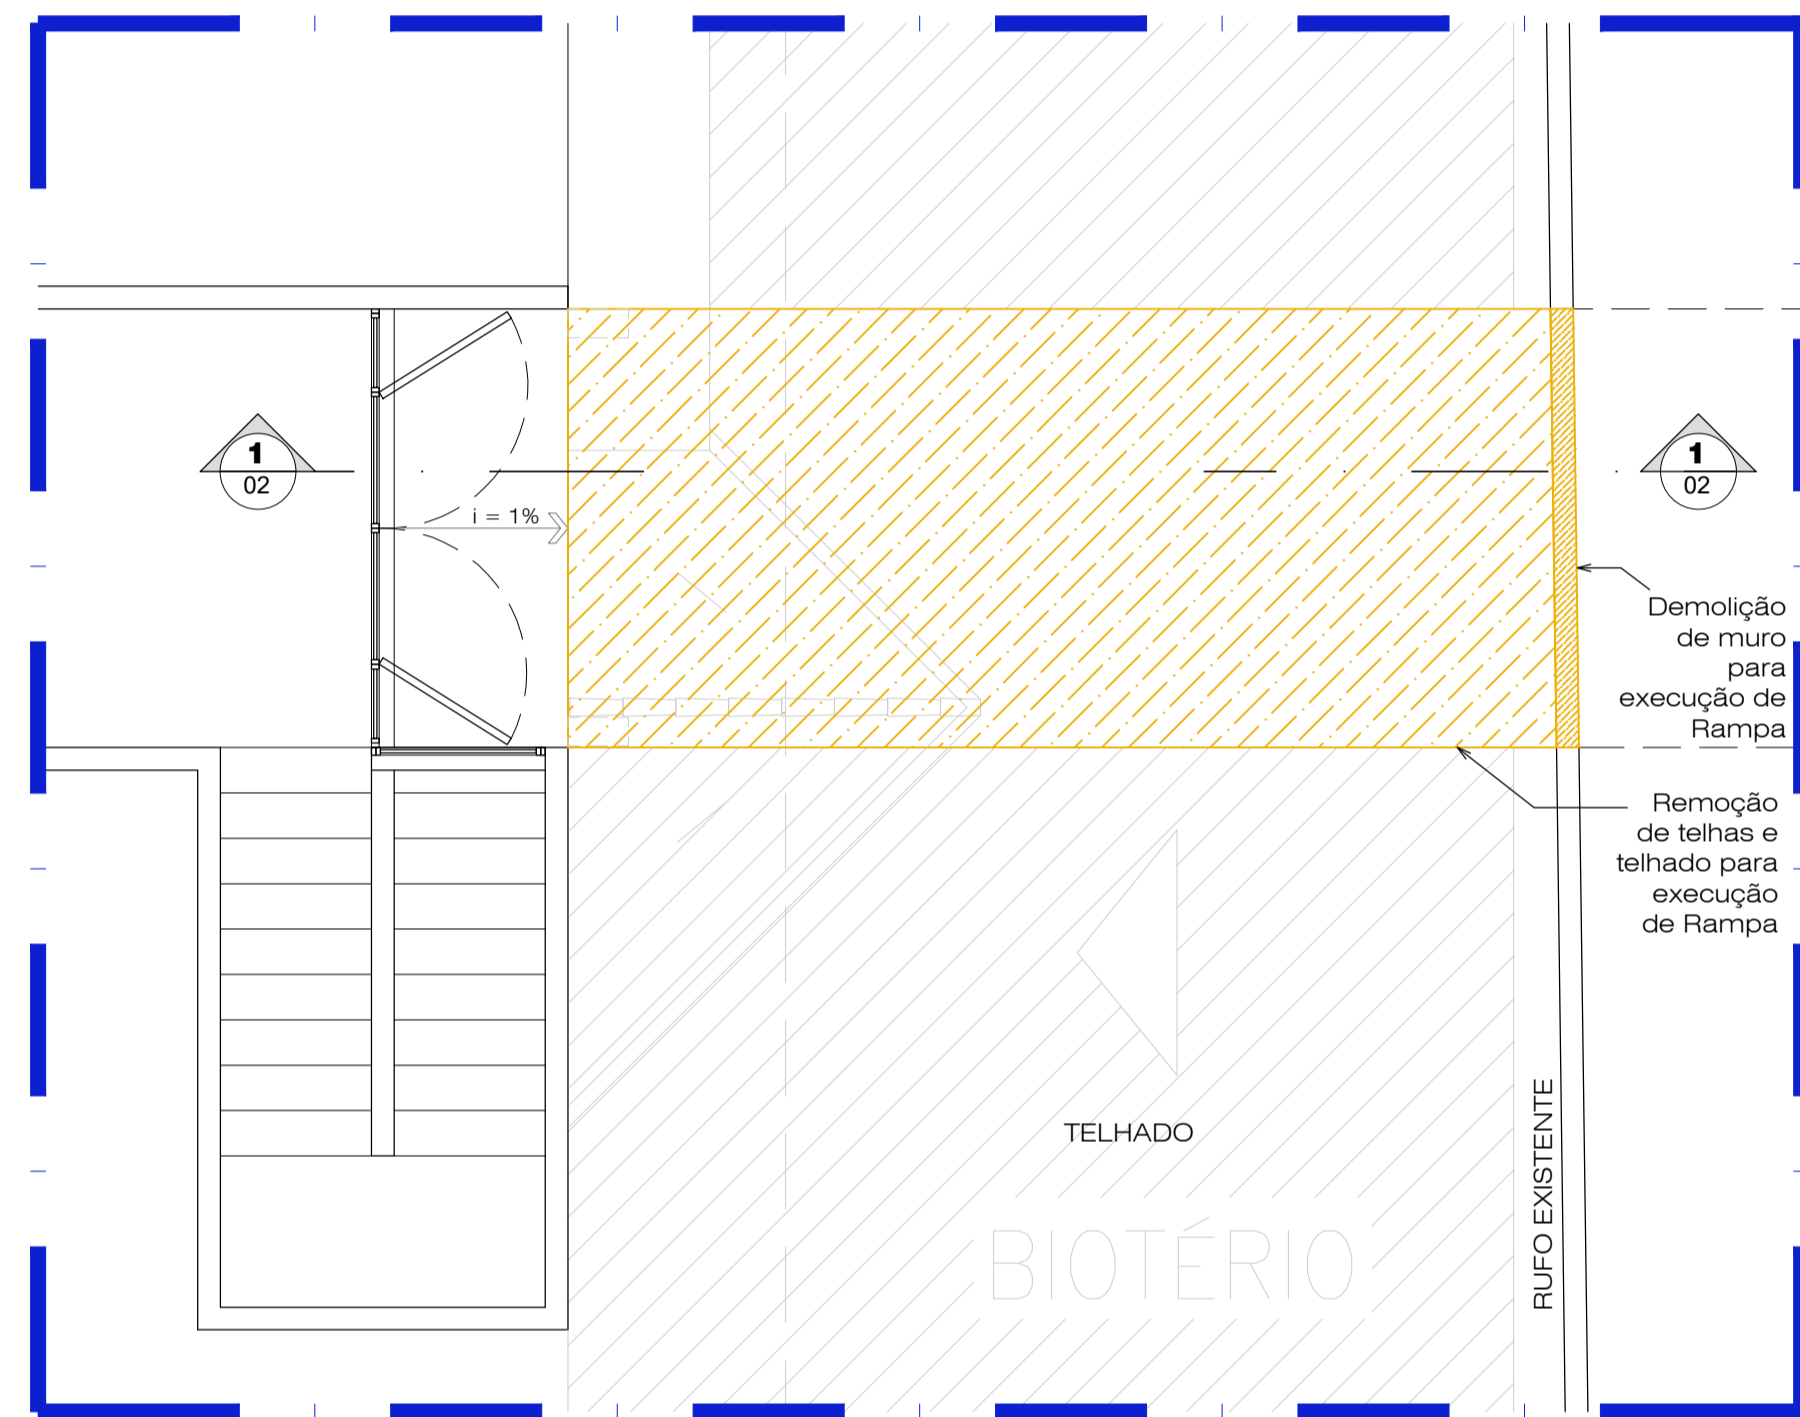 1
02
i = 1%
1
02
Demolição
de muro
para
execução de
Rampa
Remoção
de telhas e
telhado para
execução
de Rampa
TELHADO
BIOTÉRIO
RUFO EXISTENTE